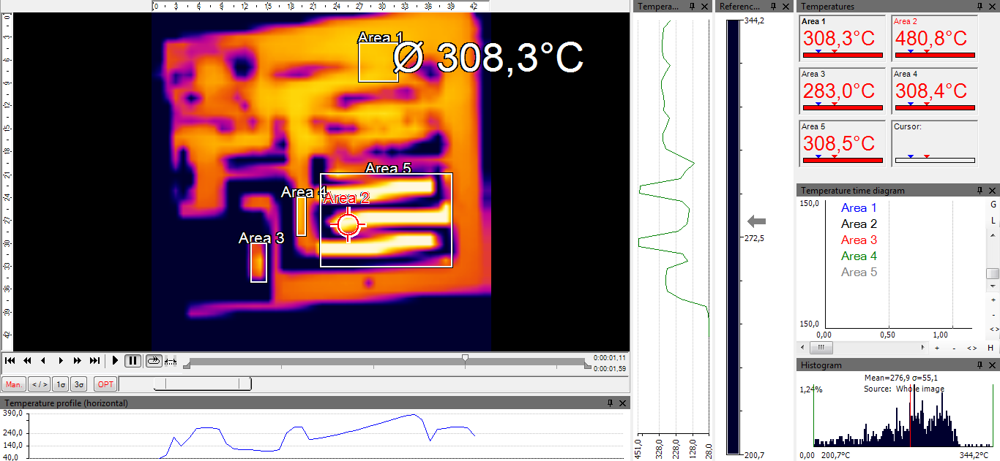 0 3 6 9 12 15 18 21 24 27 30 33 36 39 42
0
3
6
9
12
15
18
21
24
27
30
33
36
39
42
Area 1
Ø 308,3°C
Area 5
Area 4
Area 2
Area 3
0:00:01,11
0:00:01,59
Man. < / > 1σ 3σ OPT
Temperature profile (horizontal)
390,0
240,0
140,0
40,0
Tempera...
451,0 328,0 228,0 128,0 28,0
Referenc...
344,2
272,5
200,7
Temperatures
Area 1
308,3°C
Area 2
480,8°C
Area 3
283,0°C
Area 4
308,4°C
Area 5
308,5°C
Cursor:
Temperature time diagram
150,0
Area 1
Area 2
Area 3
Area 4
Area 5
150,0
0,00 0,50 1,00
G
L
+
-
< >
+ - < > H
Histogram
Mean=276,9 σ=55,1
Source: Whole image
1,24%
0,00 200,7°C 344,2°C